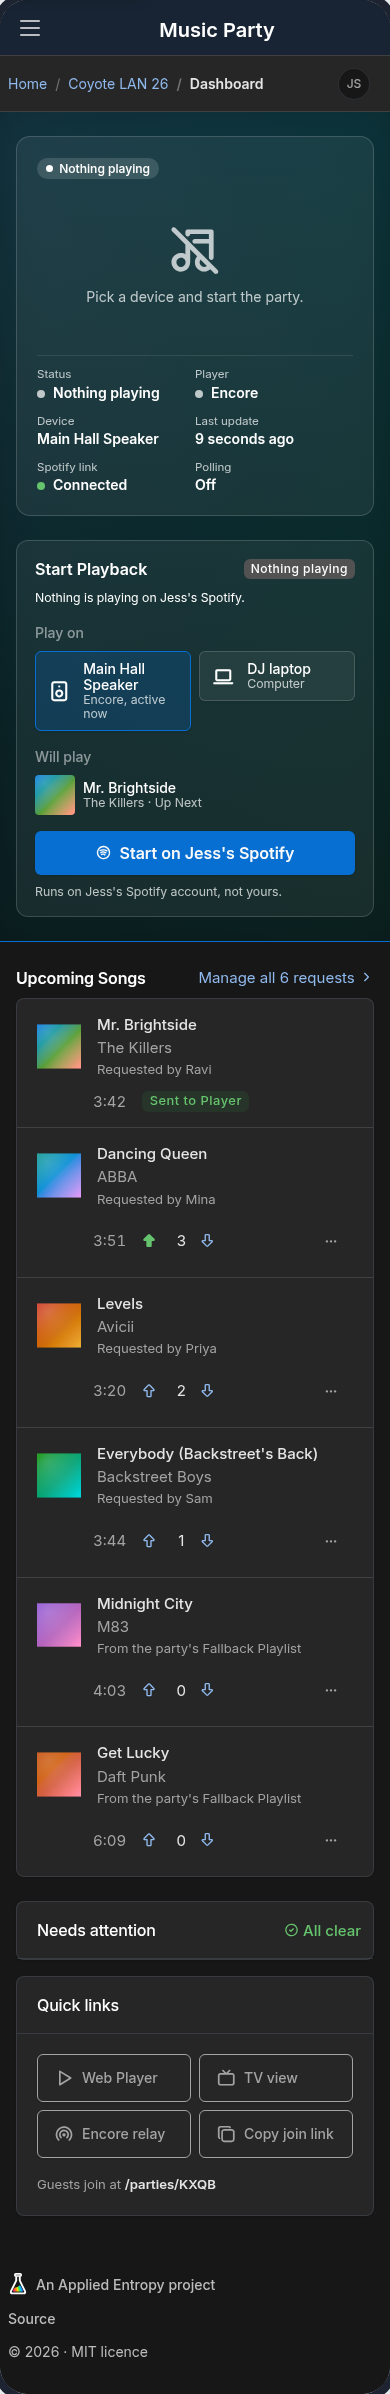 Music Party
Home / Coyote LAN 26 / Dashboard
JS
Nothing playing
Pick a device and start the party.
Status
Player
Nothing playing
Encore
Device
Last update
Main Hall Speaker
9 seconds ago
Spotify link
Polling
Connected
Off
Start Playback
Nothing playing
Nothing is playing on Jess's Spotify.
Play on
Main Hall
Speaker
Encore, active
now
DJ laptop
Computer
Will play
Mr. Brightside
The Killers · Up Next
Start on Jess's Spotify
Runs on Jess's Spotify account, not yours.
Upcoming Songs
Manage all 6 requests
Mr. Brightside
The Killers
Requested by Ravi
3:42 Sent to Player
Dancing Queen
ABBA
Requested by Mina
3:51 3
Levels
Avicii
Requested by Priya
3:20 2
Everybody (Backstreet's Back)
Backstreet Boys
Requested by Sam
3:44 1
Midnight City
M83
From the party's Fallback Playlist
4:03 0
Get Lucky
Daft Punk
From the party's Fallback Playlist
6:09 0
Needs attention
All clear
Quick links
Web Player
TV view
Encore relay
Copy join link
Guests join at /parties/KXQB
An Applied Entropy project
Source
© 2026 · MIT licence